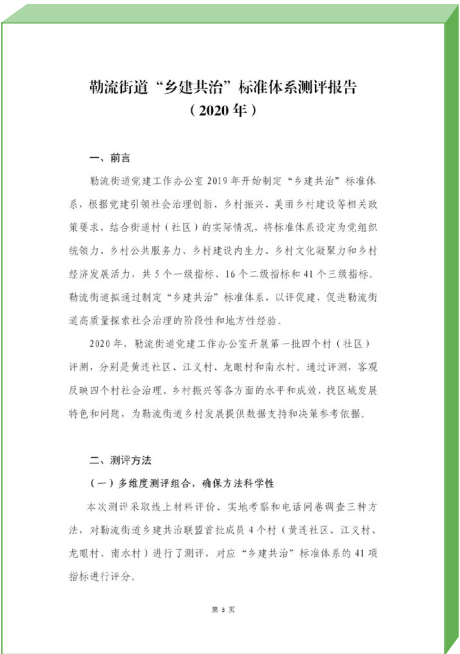 勒流街道“乡建共治”标准体系测评报告
（2020 年）
一、前言
勒流街道党建工作办公室 2019 年开始制定“乡建共治”标准体
系，根据党建引领社会治理创新、乡村振兴、美丽乡村建设等相关政
策要求，结合街道村（社区）的实际情况，将标准体系设定为党组织
统领力、乡村公共服务力、乡村建设内生力、乡村文化凝聚力和乡村
经济发展活力，共 5 个一级指标、16 个二级指标和 41 个三级指标。
勒流街道拟通过制定“乡建共治”标准体系，以评促建，促进勒流街
道高质量探索社会治理的阶段性和地方性经验。
2020 年，勒流街道党建工作办公室开展第一批四个村（社区）
评测，分别是黄连社区、江义村、龙眼村和南水村。通过评测，客观
反映四个村社会治理、乡村振兴等各方面的水平和成效，找区域发展
特色和问题，为勒流街道乡村发展提供数据支持和决策参考依据。
二、测评方法
（一）多维度测评组合，确保方法科学性
本次测评采取线上材料评价、实地考察和电话问卷调查三种方
法，对勒流街道乡建共治联盟首批成员 4 个村（黄连社区、江义村、
龙眼村、南水村）进行了测评，对应“乡建共治”标准体系的 41 项
指标进行评分。
第 3 页